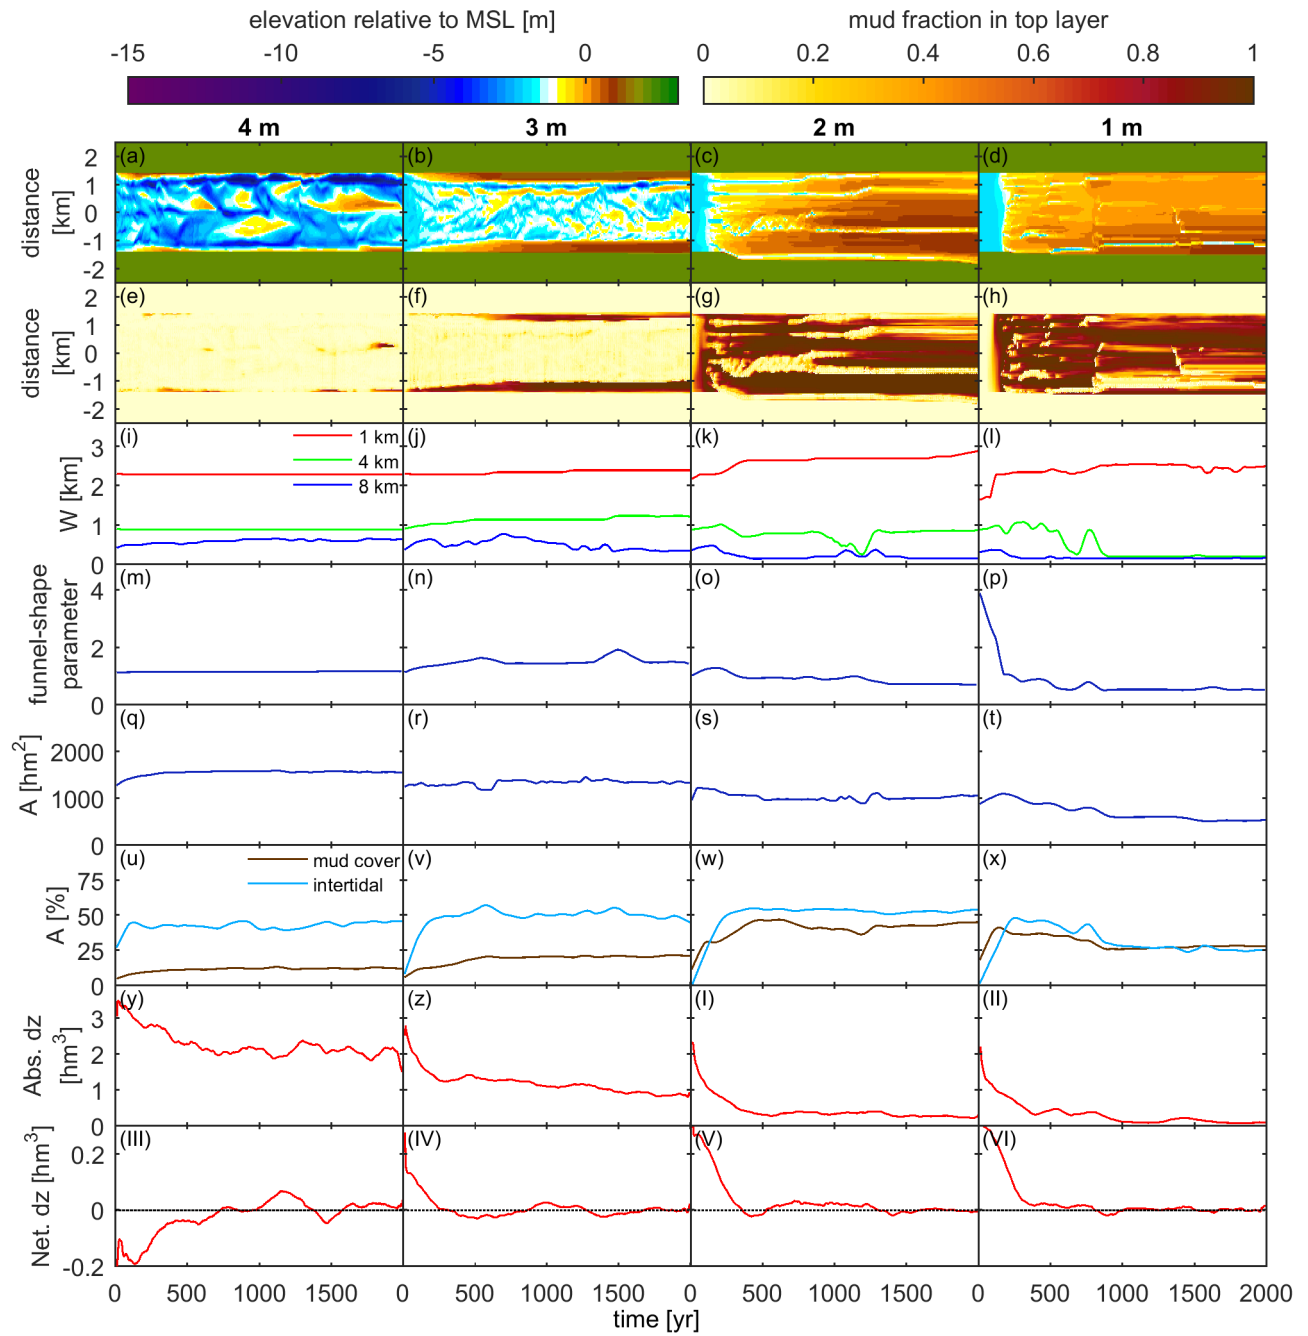 elevation relative to MSL [m]
mud fraction in top layer
-15 -10 -5 0
0 0.2 0.4 0.6 0.8 1
4 m 3 m 2 m 1 m
distance [km]
2 1 0 -1 -2
(a) (b) (c) (d)
distance [km]
2 1 0 -1 -2
(e) (f) (g) (h)
W [km]
3 2 1 0
(i) (j) (k) (l)
1 km
4 km
8 km
funnel-shape parameter
4 2 0
(m) (n) (o) (p)
A [hm²]
2000 1000 0
(q) (r) (s) (t)
A [%]
75 50 25 0
(u) (v) (w) (x)
mud cover
intertidal
Abs. dz [hm³]
3 2 1 0
(y) (z) (I) (II)
Net. dz [hm³]
0.2 0 -0.2
(III) (IV) (V) (VI)
0 500 1000 1500 0 500 1000 1500 0 500 1000 1500 0 500 1000 1500 2000
time [yr]